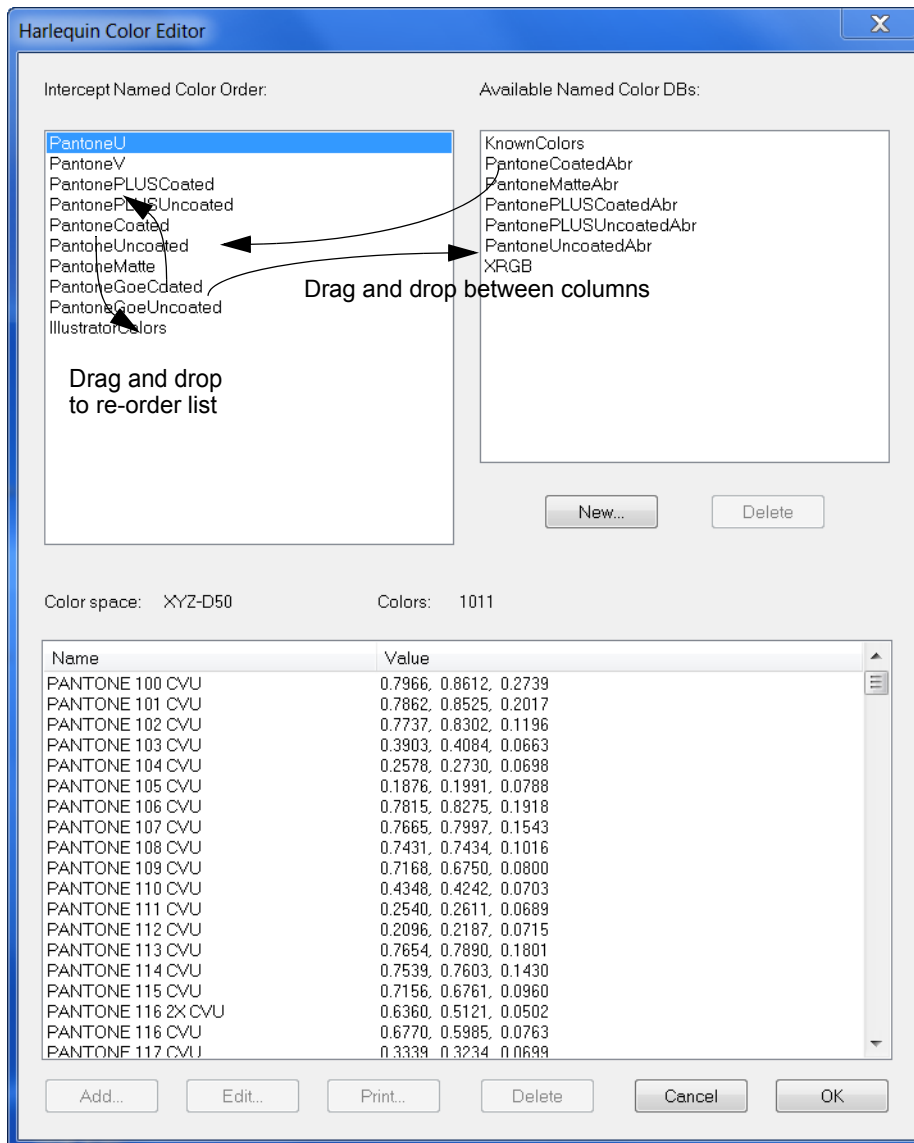 Harlequin Color Editor
X
Intercept Named Color Order:
Available Named Color DBs:
PantoneU
PantoneV
PantonePLUSCoated
PantonePLUSUncoated
PantoneCoated
PantoneUncoated
PantoneMatte
PantoneGoeCoated
PantoneGoeUncoated
IllustratorColors
KnownColors
PantoneCoatedAbr
PantoneMatteAbr
PantonePLUSCoatedAbr
PantonePLUSUncoatedAbr
PantoneUncoatedAbr
XRGB
Drag and drop between columns
Drag and drop
to re-order list
New...
Delete
Color space: XYZ-D50
Colors: 1011
Name Value
PANTONE 100 CVU 0.7966, 0.8612, 0.2739
PANTONE 101 CVU 0.7862, 0.8525, 0.2017
PANTONE 102 CVU 0.7737, 0.8302, 0.1196
PANTONE 103 CVU 0.3903, 0.4084, 0.0663
PANTONE 104 CVU 0.2578, 0.2730, 0.0698
PANTONE 105 CVU 0.1876, 0.1991, 0.0788
PANTONE 106 CVU 0.7815, 0.8275, 0.1918
PANTONE 107 CVU 0.7665, 0.7997, 0.1543
PANTONE 108 CVU 0.7431, 0.7434, 0.1016
PANTONE 109 CVU 0.7168, 0.6750, 0.0800
PANTONE 110 CVU 0.4348, 0.4242, 0.0703
PANTONE 111 CVU 0.2540, 0.2611, 0.0689
PANTONE 112 CVU 0.2096, 0.2187, 0.0715
PANTONE 113 CVU 0.7654, 0.7890, 0.1801
PANTONE 114 CVU 0.7539, 0.7603, 0.1430
PANTONE 115 CVU 0.7156, 0.6761, 0.0960
PANTONE 116 2X CVU 0.6360, 0.5121, 0.0502
PANTONE 116 CVU 0.6770, 0.5985, 0.0763
PANTONE 117 CVU 0.3339, 0.3234, 0.0699
Add...
Edit...
Print...
Delete
Cancel
OK